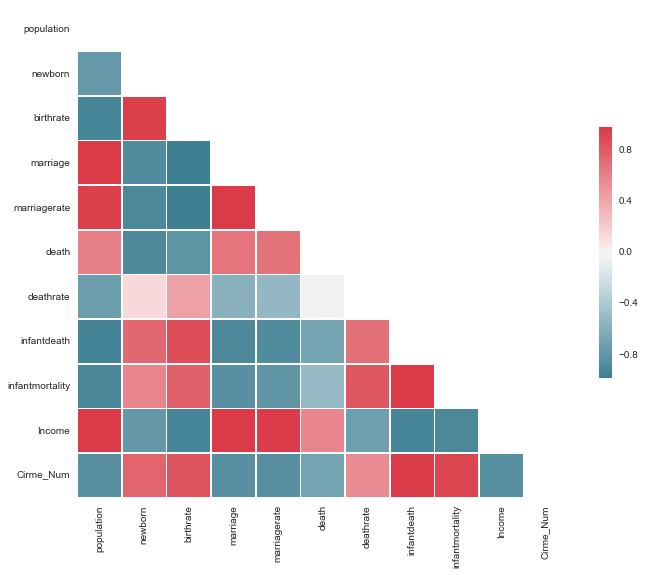 population
newborn
birthrate
marriage
marriagerate
death
deathrate
infantdeath
infantmortality
Income
Cirme_Num
population
newborn
birthrate
marriage
marriagerate
death
deathrate
infantdeath
infantmortality
Income
Cirme_Num
0.8
0.4
0.0
−0.4
−0.8